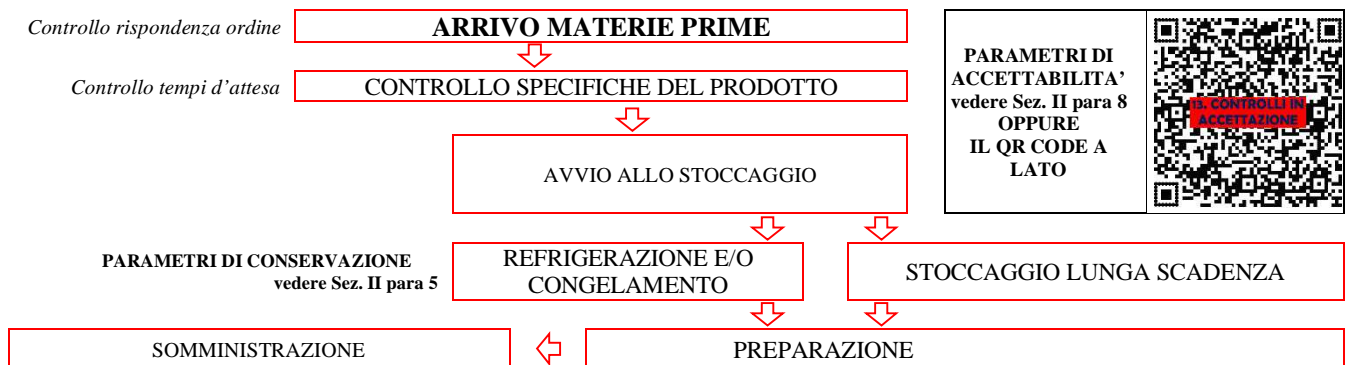 Controllo rispondenza ordine
ARRIVO MATERIE PRIME
Controllo tempi d'attesa
CONTROLLO SPECIFICHE DEL PRODOTTO
PARAMETRI DI
ACCETTABILITA'
vedere Sez. II para 8
OPPURE
IL QR CODE A
LATO
13. CONTROLLI IN
ACCETTAZIONE
AVVIO ALLO STOCCAGGIO
PARAMETRI DI CONSERVAZIONE
vedere Sez. II para 5
REFRIGERAZIONE E/O
CONGELAMENTO
STOCCAGGIO LUNGA SCADENZA
SOMMINISTRAZIONE
PREPARAZIONE